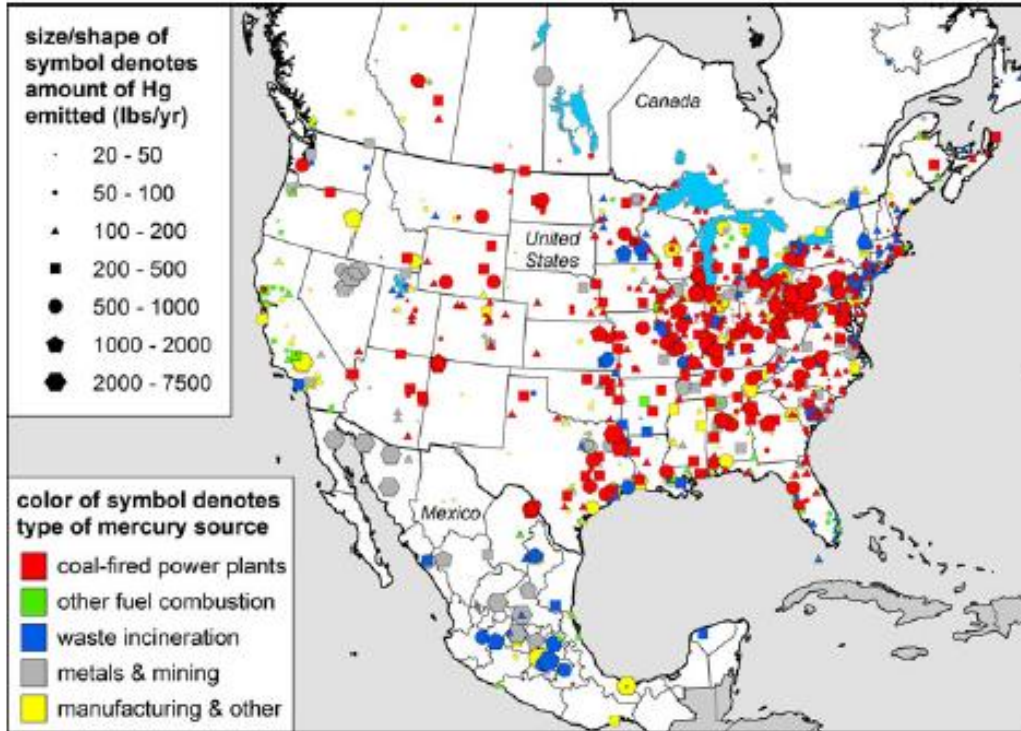 size/shape of
symbol denotes
amount of Hg
emitted (lbs/yr)
20 - 50
50 - 100
100 - 200
200 - 500
500 - 1000
1000 - 2000
2000 - 7500
Canada
United
States
Mexico
color of symbol denotes
type of mercury source
coal-fired power plants
other fuel combustion
waste incineration
metals & mining
manufacturing & other